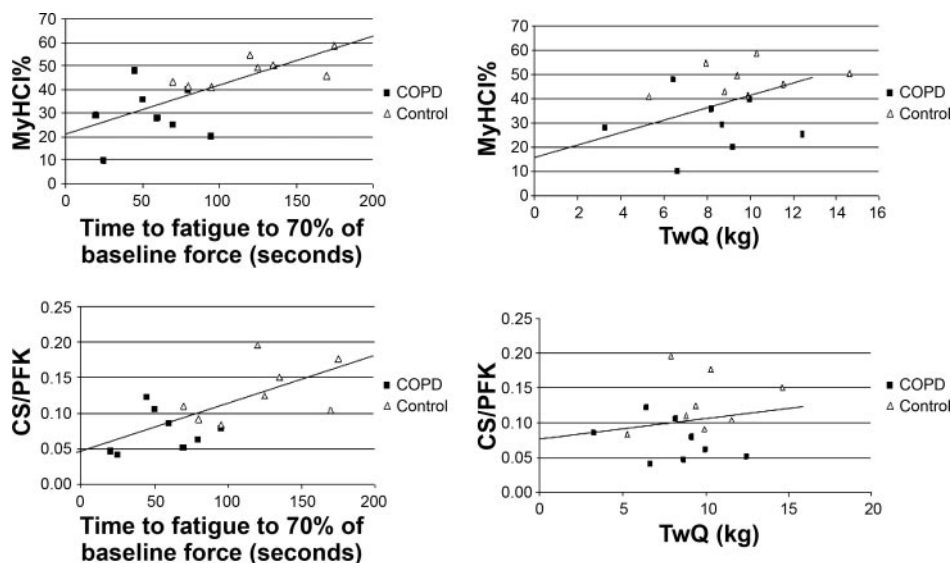 MyHCI%
70
60
50
40
30
20
10
0
0 50 100 150 200
Time to fatigue to 70% of
baseline force (seconds)
COPD
Control
MyHCI%
70
60
50
40
30
20
10
0
0 2 4 6 8 10 12 14 16
TwQ (kg)
COPD
Control
CS/PFK
0.25
0.20
0.15
0.10
0.05
0.00
0 50 100 150 200
Time to fatigue to 70% of
baseline force (seconds)
COPD
Control
CS/PFK
0.25
0.20
0.15
0.10
0.05
0.00
0 5 10 15 20
TwQ (kg)
COPD
Control